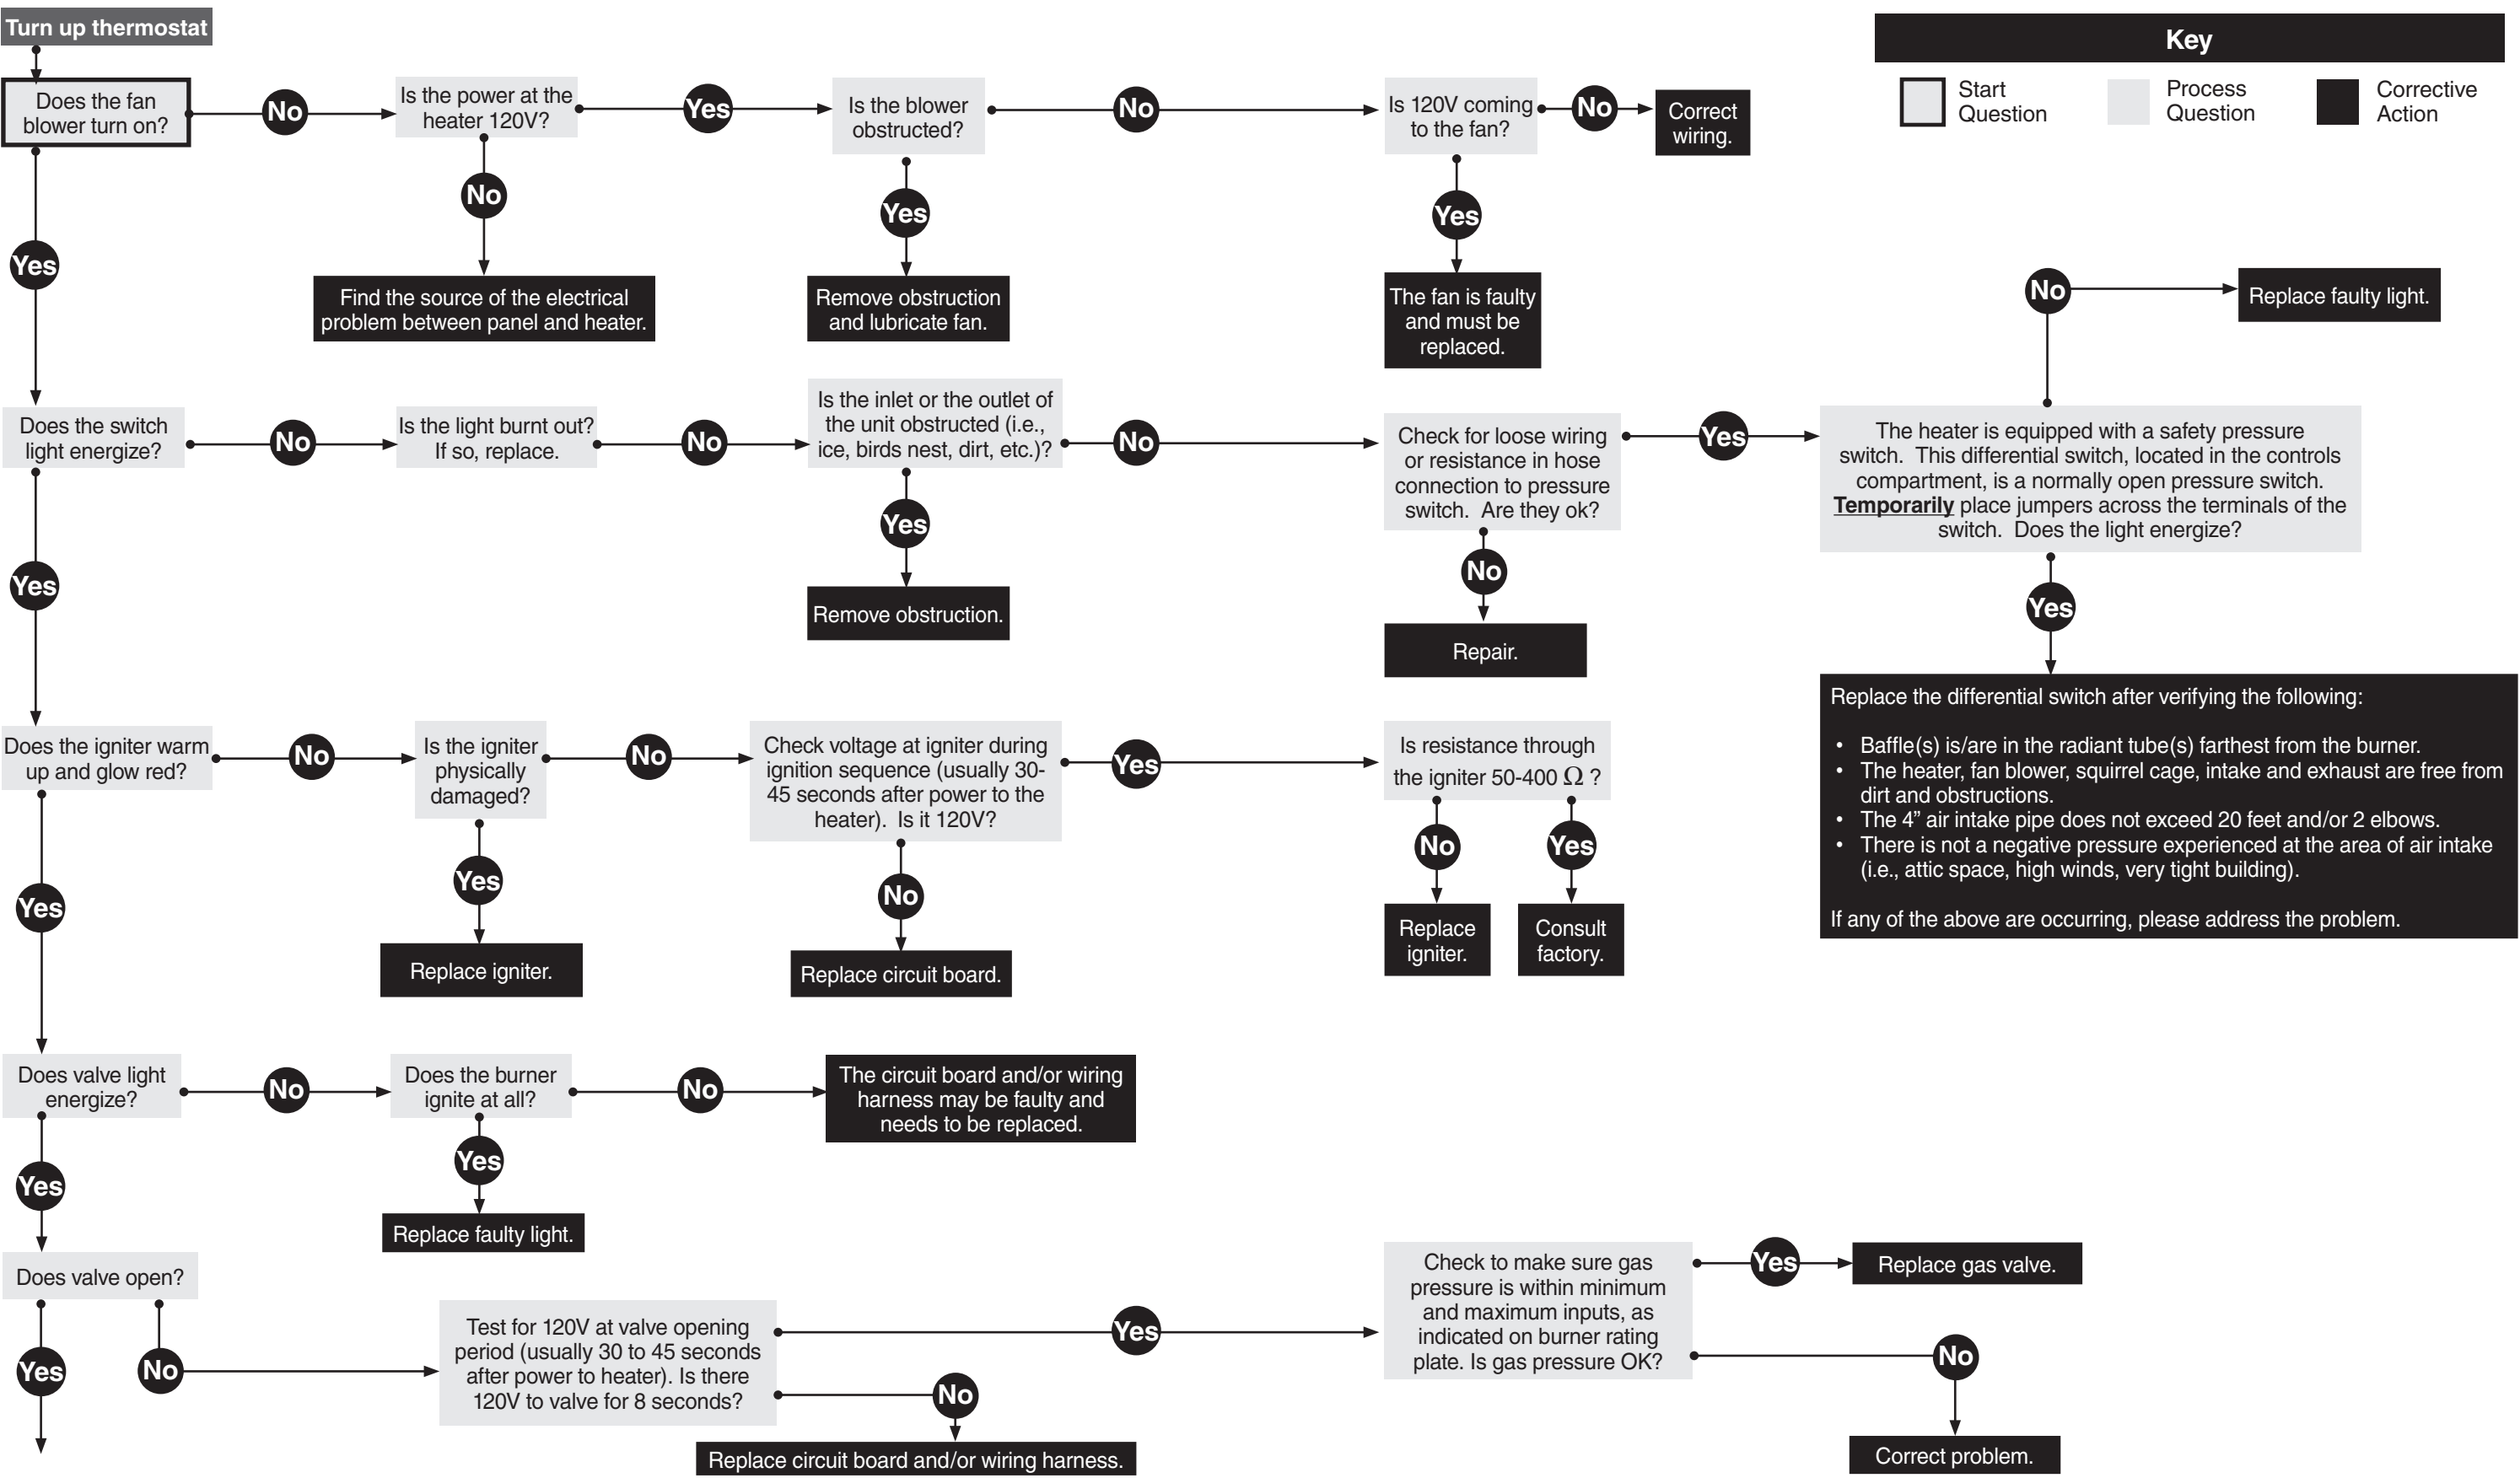 Turn up thermostat
Key
Start
Question
Process
Question
Corrective
Action
Does the fan
blower turn on?
No
Is the power at the
heater 120V?
Yes
Is the blower
obstructed?
No
Is 120V coming
to the fan?
No
Correct
wiring.
No
Yes
Yes
Yes
Find the source of the electrical
problem between panel and heater.
Remove obstruction
and lubricate fan.
The fan is faulty
and must be
replaced.
No
Replace faulty light.
Does the switch
light energize?
No
Is the light burnt out?
If so, replace.
No
Is the inlet or the outlet of
the unit obstructed (i.e.,
ice, birds nest, dirt, etc.)?
No
Check for loose wiring
or resistance in hose
connection to pressure
switch.  Are they ok?
Yes
The heater is equipped with a safety pressure
switch.  This differential switch, located in the controls
compartment, is a normally open pressure switch.
Temporarily place jumpers across the terminals of the
switch.  Does the light energize?
Yes
Yes
No
Yes
Remove obstruction.
Repair.
Replace the differential switch after verifying the following:
• Baffle(s) is/are in the radiant tube(s) farthest from the burner.
• The heater, fan blower, squirrel cage, intake and exhaust are free from
dirt and obstructions.
• The 4” air intake pipe does not exceed 20 feet and/or 2 elbows.
• There is not a negative pressure experienced at the area of air intake
(i.e., attic space, high winds, very tight building).
If any of the above are occurring, please address the problem.
Does the igniter warm
up and glow red?
No
Is the igniter
physically
damaged?
No
Check voltage at igniter during
ignition sequence (usually 30-
45 seconds after power to the
heater).  Is it 120V?
Yes
Is resistance through
the igniter 50-400 Ω ?
Yes
Yes
No
No
Yes
Replace igniter.
Replace circuit board.
Replace
igniter.
Consult
factory.
Does valve light
energize?
No
Does the burner
ignite at all?
No
The circuit board and/or wiring
harness may be faulty and
needs to be replaced.
Yes
Yes
Replace faulty light.
Does valve open?
Yes
No
Test for 120V at valve opening
period (usually 30 to 45 seconds
after power to heater). Is there
120V to valve for 8 seconds?
Yes
No
Replace circuit board and/or wiring harness.
Check to make sure gas
pressure is within minimum
and maximum inputs, as
indicated on burner rating
plate. Is gas pressure OK?
Yes
Replace gas valve.
No
Correct problem.